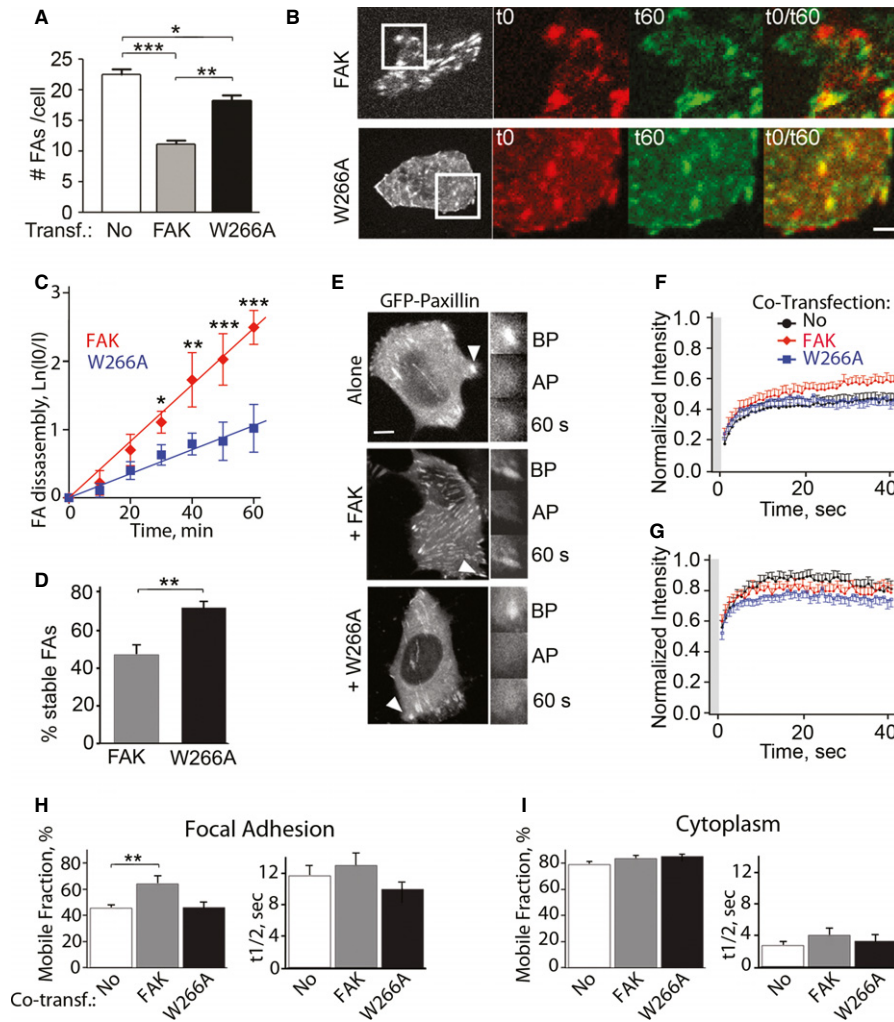 A
# FAs /cell
25
20
15
10
5
0
*
***
**
Transf.: No FAK W266A
B
FAK
t0 t60 t0/t60
W266A
t0 t60 t0/t60
C
FA dissasembly, Ln(I0/I)
3
2
1
0
FAK
W266A
*
**
***
***
0 20 40 60
Time, min
D
% stable FAs
80
60
40
20
0
**
FAK W266A
E
GFP-Paxillin
Alone
BP
AP
60 s
+ FAK
BP
AP
60 s
+ W266A
BP
AP
60 s
F
Co-Transfection:
No
FAK
W266A
Normalized Intensity
1.0
0.8
0.6
0.4
0.2
0.0
0 20 40
Time, sec
G
Normalized Intensity
1.0
0.8
0.6
0.4
0.2
0.0
0 20 40
Time, sec
H
Focal Adhesion
Mobile Fraction, %
80
60
40
20
0
**
No FAK W266A
t1/2, sec
12
8
4
0
No FAK W266A
Co-transf.:
I
Cytoplasm
Mobile Fraction, %
80
60
40
20
0
No FAK W266A
t1/2, sec
12
8
4
0
No FAK W266A